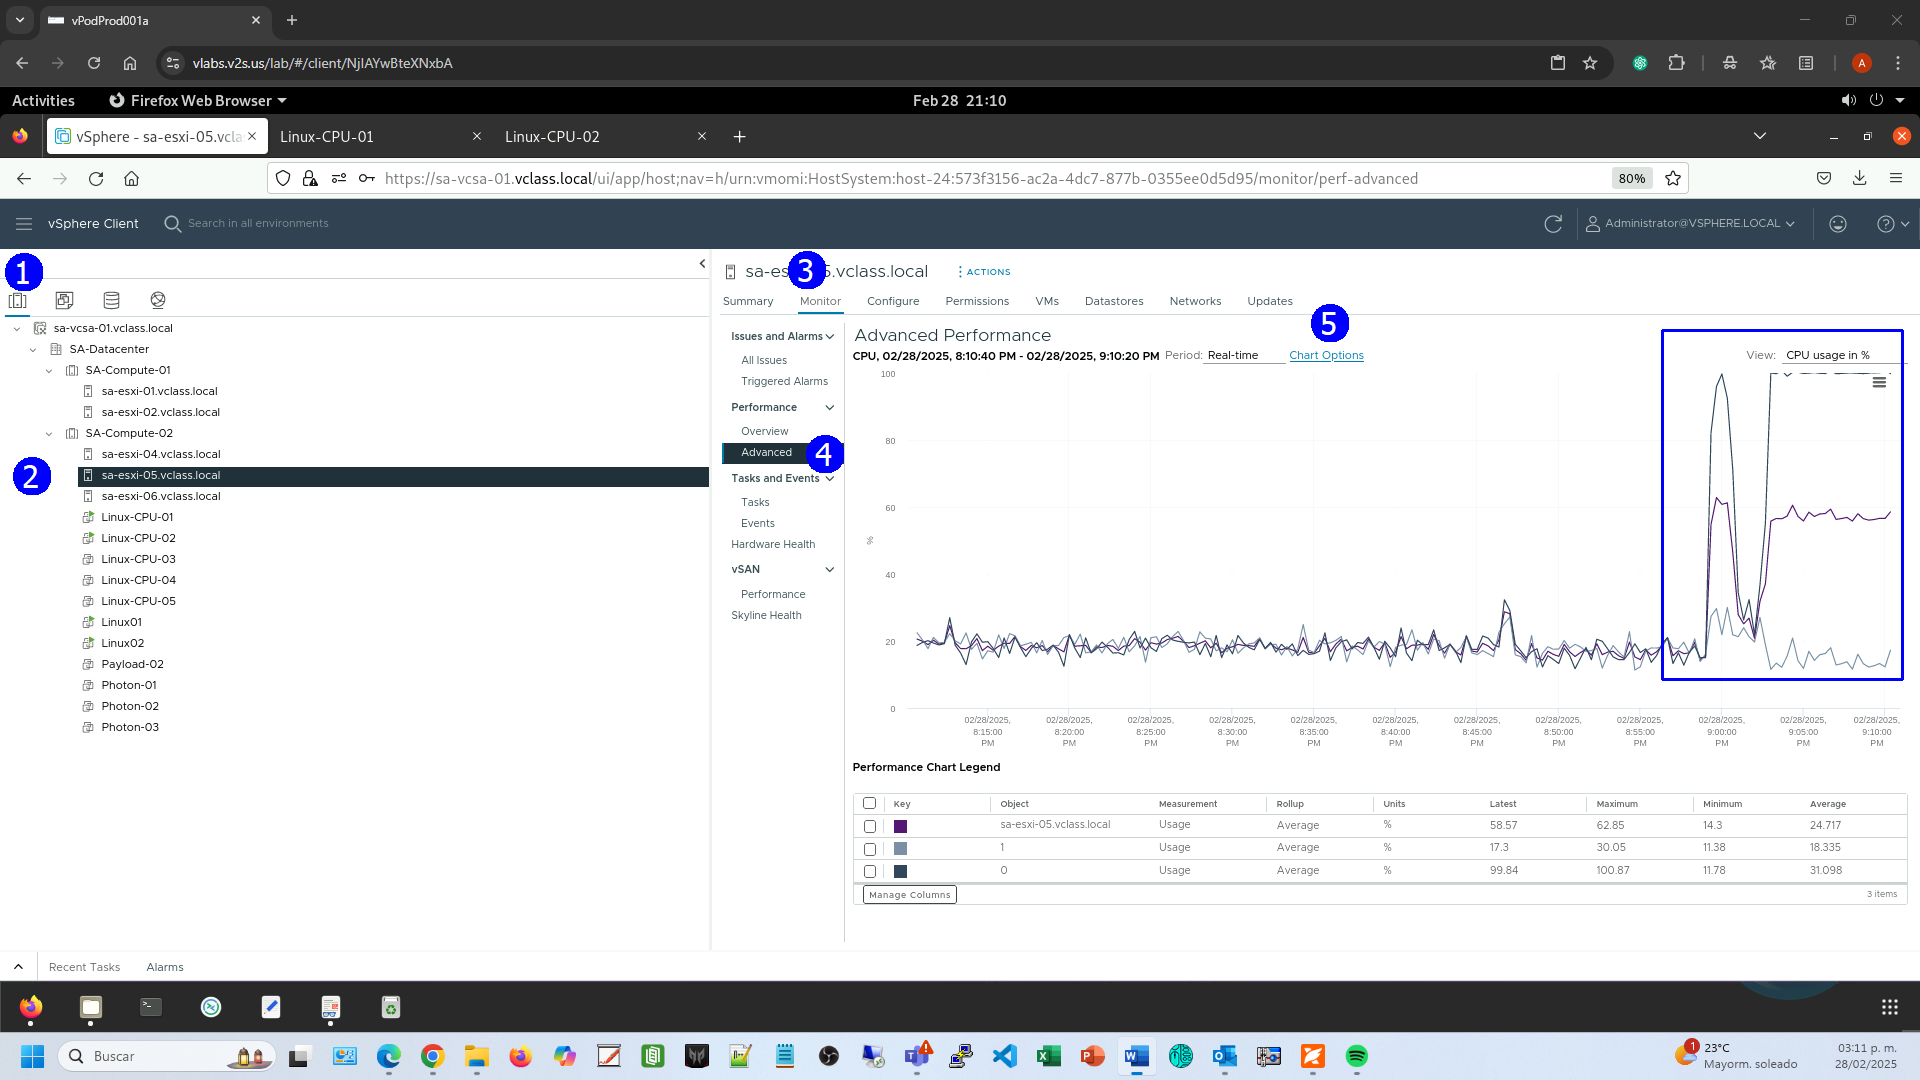 vPodProd001a
vlabs.v2s.us/lab/#/client/NjIAYwBteXNxbA
A
Activities
Firefox Web Browser
Feb 28 21:10
vSphere - sa-esxi-05.vcla
Linux-CPU-01
Linux-CPU-02
https://sa-vcsa-01.vclass.local/ui/app/host;nav=h/urn:vmomi:HostSystem:host-24:573f3156-ac2a-4dc7-877b-0355ee0d5d95/monitor/perf-advanced
80%
vSphere Client
Search in all environments
Administrator@VSPHERE.LOCAL
1
sa-vcsa-01.vclass.local
SA-Datacenter
SA-Compute-01
sa-esxi-01.vclass.local
sa-esxi-02.vclass.local
SA-Compute-02
sa-esxi-04.vclass.local
2
sa-esxi-05.vclass.local
sa-esxi-06.vclass.local
Linux-CPU-01
Linux-CPU-02
Linux-CPU-03
Linux-CPU-04
Linux-CPU-05
Linux01
Linux02
Payload-02
Photon-01
Photon-02
Photon-03
sa-es 3 5.vclass.local
ACTIONS
Summary Monitor Configure Permissions VMs Datastores Networks Updates
Issues and Alarms
All Issues
Triggered Alarms
Performance
Overview
Advanced 4
Tasks and Events
Tasks
Events
Hardware Health
vSAN
Performance
Skyline Health
Advanced Performance
5
CPU, 02/28/2025, 8:10:40 PM - 02/28/2025, 9:10:20 PM Period: Real-time Chart Options View: CPU usage in %
100
80
60
%
40
20
0
02/28/2025, 8:15:00 PM
02/28/2025, 8:20:00 PM
02/28/2025, 8:25:00 PM
02/28/2025, 8:30:00 PM
02/28/2025, 8:35:00 PM
02/28/2025, 8:40:00 PM
02/28/2025, 8:45:00 PM
02/28/2025, 8:50:00 PM
02/28/2025, 8:55:00 PM
02/28/2025, 9:00:00 PM
02/28/2025, 9:05:00 PM
02/28/2025, 9:10:00 PM
Performance Chart Legend
Key Object Measurement Rollup Units Latest Maximum Minimum Average
sa-esxi-05.vclass.local Usage Average % 58.57 62.85 14.3 24.717
1 Usage Average % 17.3 30.05 11.38 18.335
0 Usage Average % 99.84 100.87 11.78 31.098
Manage Columns
3 items
Recent Tasks Alarms
Buscar
1
23°C
Mayorm. soleado
03:11 p. m.
28/02/2025